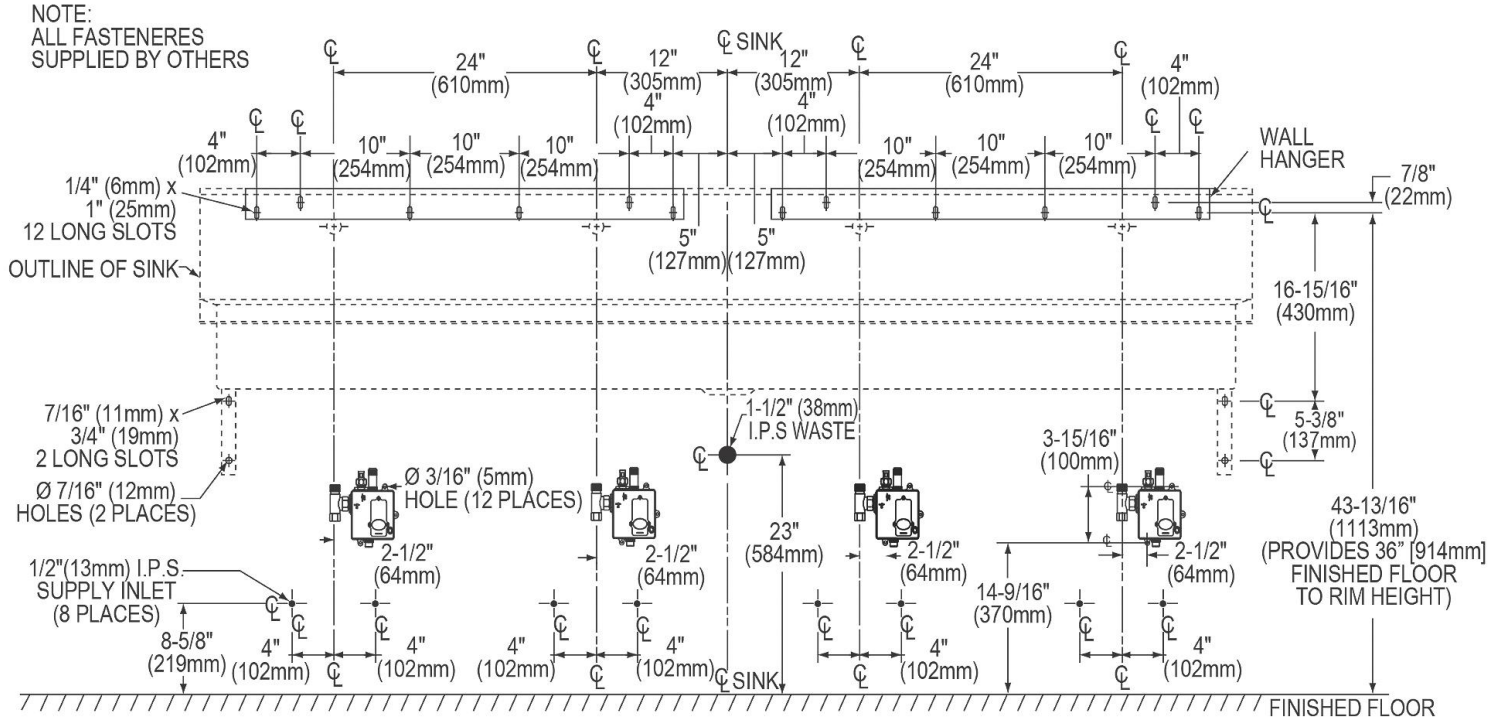 NOTE:
ALL FASTENERES
SUPPLIED BY OTHERS
℄
24"
(610mm)
℄
12"
(305mm)
℄ SINK
12"
(305mm)
℄
24"
(610mm)
℄
4"
(102mm)
4"
(102mm)
℄
℄
10"
(254mm)
10"
(254mm)
10"
(254mm)
4"
(102mm)
4"
(102mm)
10"
(254mm)
10"
(254mm)
10"
(254mm)
℄
℄
WALL
HANGER
7/8"
(22mm)
℄
1/4" (6mm) x
1" (25mm)
12 LONG SLOTS
OUTLINE OF SINK
5"
(127mm)
5"
(127mm)
16-15/16"
(430mm)
7/16" (11mm) x
3/4" (19mm)
2 LONG SLOTS
Ø 7/16" (12mm)
HOLES (2 PLACES)
Ø 3/16" (5mm)
HOLE (12 PLACES)
1-1/2" (38mm)
I.P.S WASTE
℄
3-15/16"
(100mm)
℄
℄
℄
5-3/8"
(137mm)
℄
43-13/16"
(1113mm)
(PROVIDES 36” [914mm]
FINISHED FLOOR
TO RIM HEIGHT)
2-1/2"
(64mm)
2-1/2"
(64mm)
23"
(584mm)
2-1/2"
(64mm)
2-1/2"
(64mm)
14-9/16"
(370mm)
1/2"(13mm) I.P.S.
SUPPLY INLET
(8 PLACES)
℄
8-5/8"
(219mm)
℄
℄
℄
℄
℄
℄
℄
℄
4"
(102mm)
4"
(102mm)
4"
(102mm)
4"
(102mm)
4"
(102mm)
4"
(102mm)
℄
℄
℄ SINK
℄
℄
FINISHED FLOOR